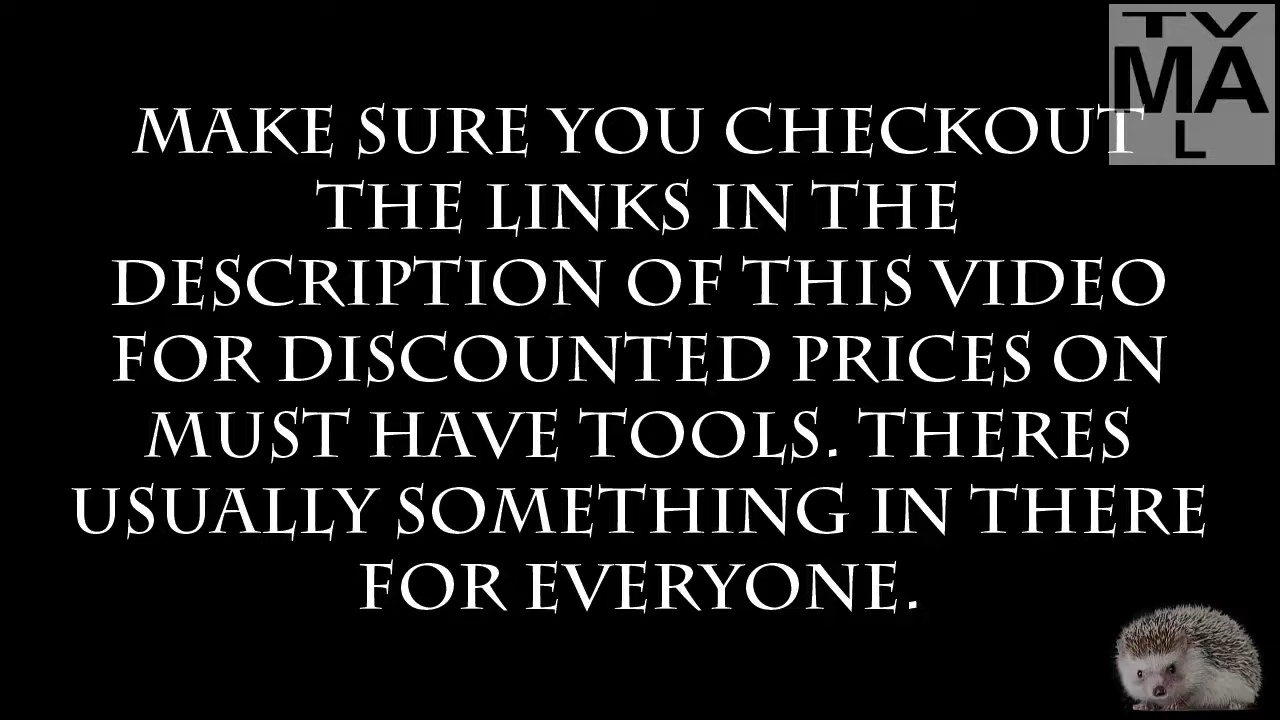 TV
MA
L
MAKE SURE YOU CHECKOUT
THE LINKS IN THE
DESCRIPTION OF THIS VIDEO
FOR DISCOUNTED PRICES ON
MUST HAVE TOOLS. THERES
USUALLY SOMETHING IN THERE
FOR EVERYONE.